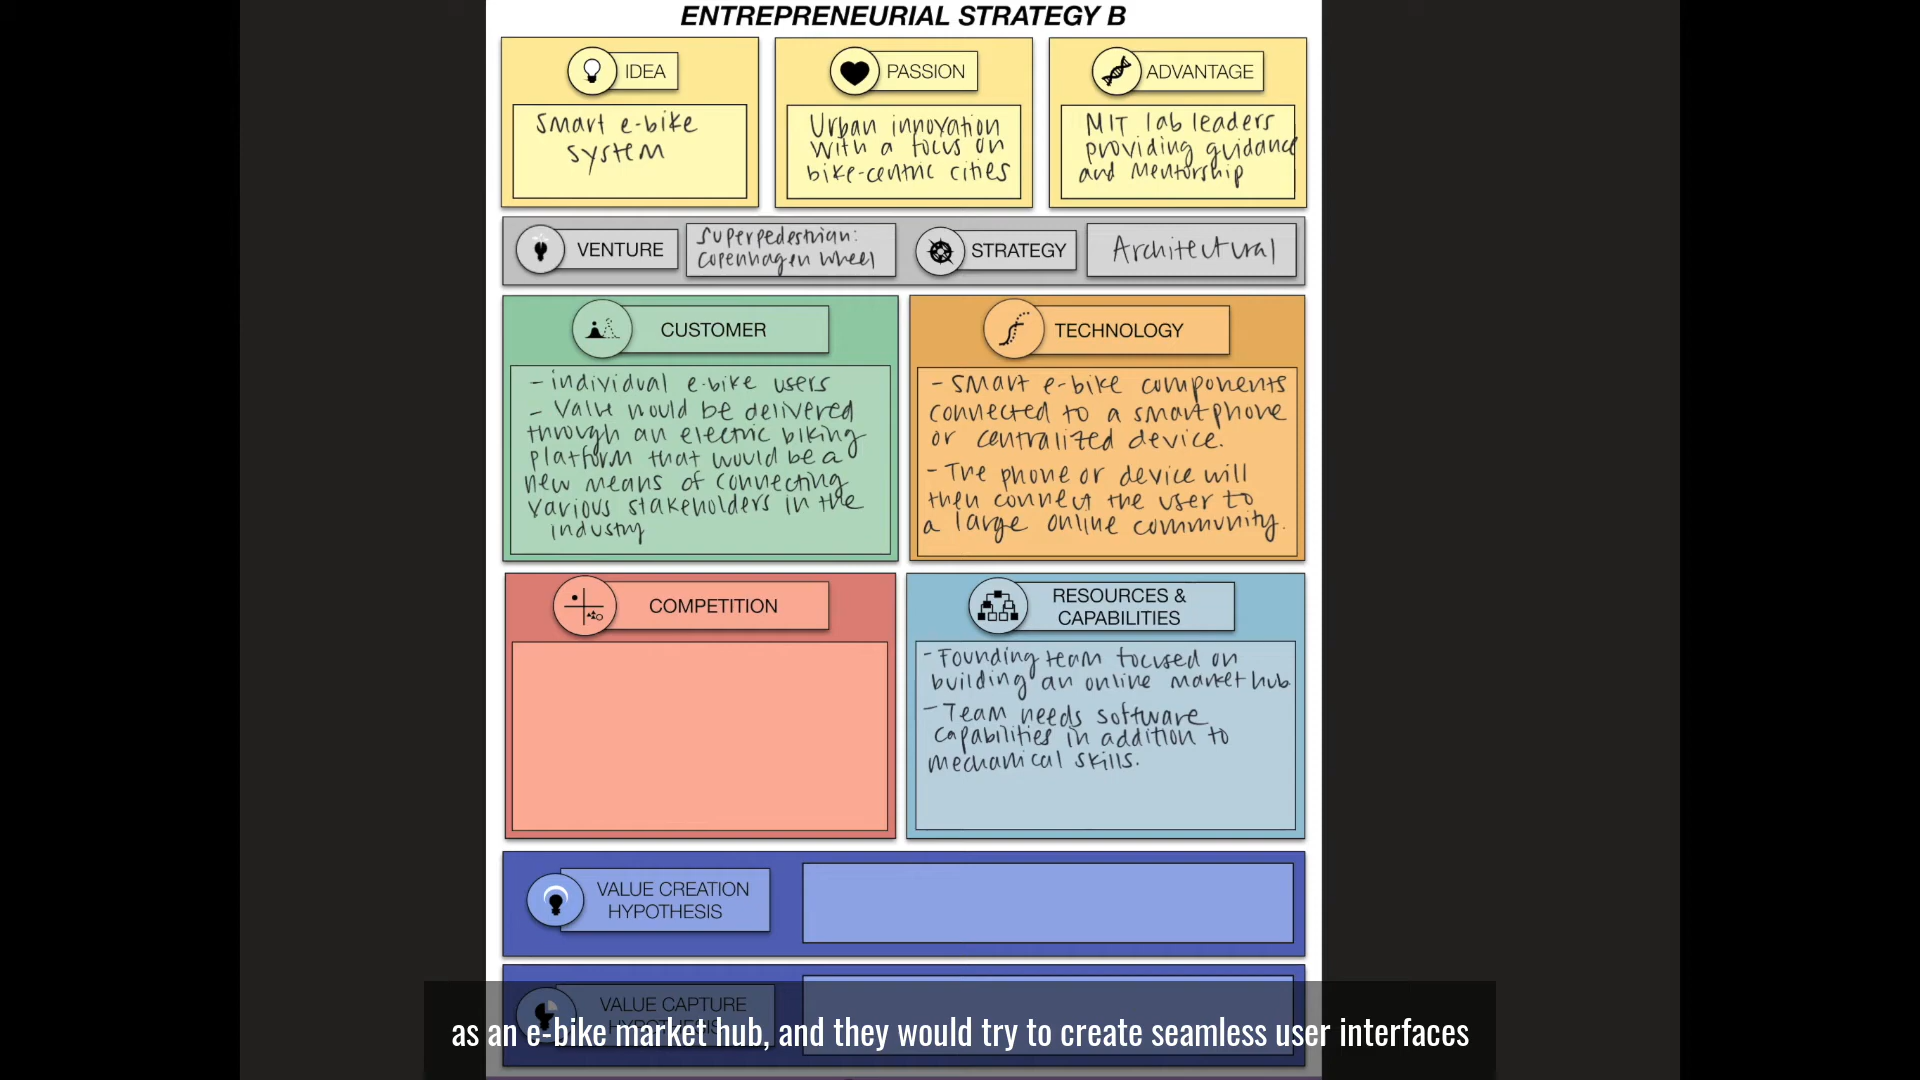 ENTREPRENEURIAL STRATEGY B
IDEA
Smart e-bike
system
PASSION
Urban innovation
with a focus on
bike-centric cities
ADVANTAGE
MIT lab leaders
providing guidance
and Mentorship
VENTURE
Superpedestrian:
Copenhagen Wheel
STRATEGY
Architectural
CUSTOMER
- individual e-bike users
- Value would be delivered
through an electric biking
platform that would be a
new means of connecting
various stakeholders in the
industry
TECHNOLOGY
- Smart e-bike components
connected to a smartphone
or centralized device.
- The phone or device will
then connect the user to
a large online community.
COMPETITION
RESOURCES &
CAPABILITIES
- Founding team focused on
building an online market hub
- Team needs software
capabilities in addition to
mechanical skills.
VALUE CREATION
HYPOTHESIS
VALUE CAPTURE
HYPOTHESIS
as an e-bike market hub, and they would try to create seamless user interfaces